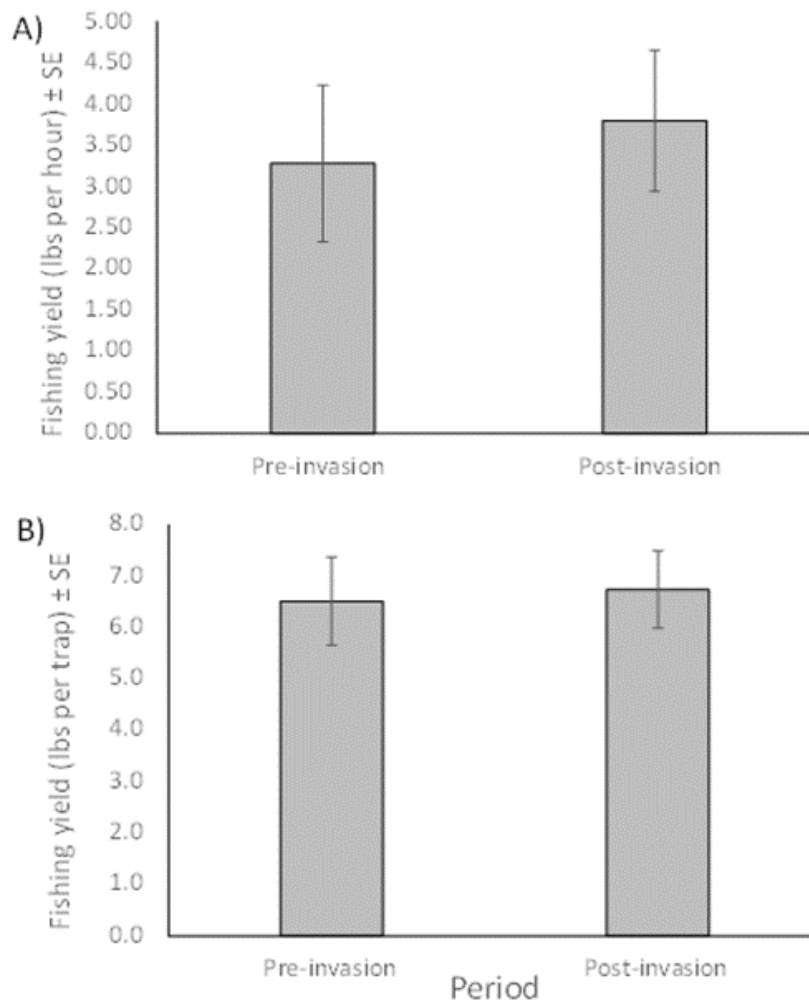 A)
Fishing yield (lbs per hour) ± SE
5.00
4.50
4.00
3.50
3.00
2.50
2.00
1.50
1.00
0.50
0.00
Pre-invasion Post-invasion
B)
Fishing yield (lbs per trap) ± SE
8.0
7.0
6.0
5.0
4.0
3.0
2.0
1.0
0.0
Pre-invasion Post-invasion
Period